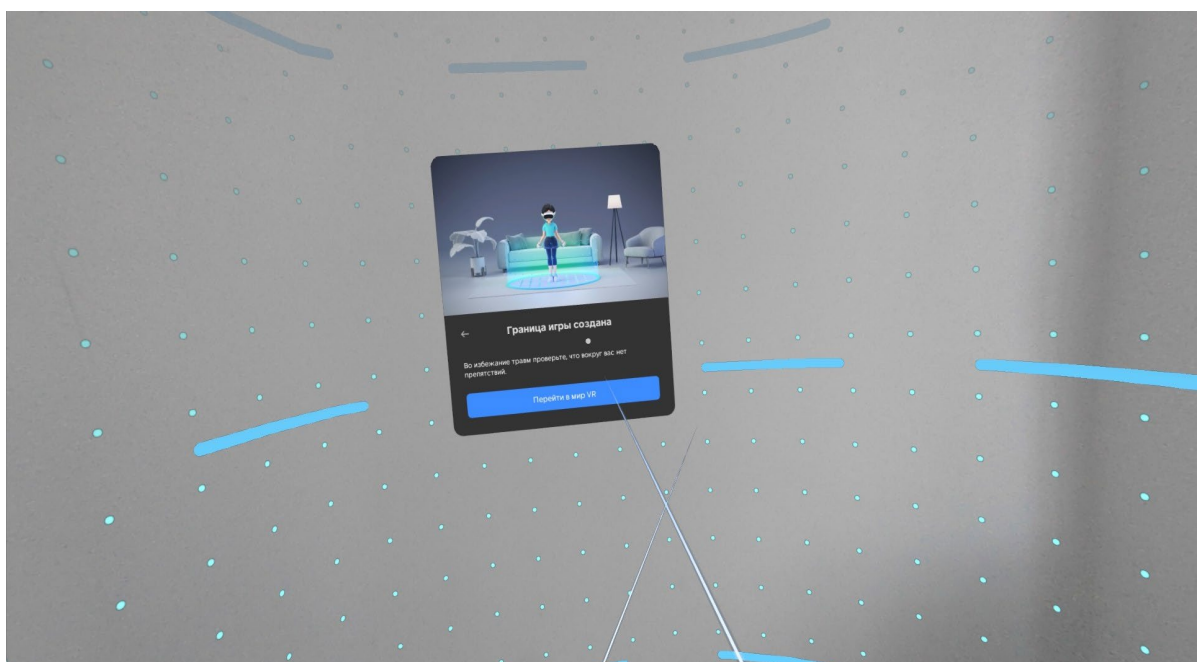 Граница игры создана
Во избежание травм проверьте, что вокруг вас нет
препятствий.
Перейти в мир VR